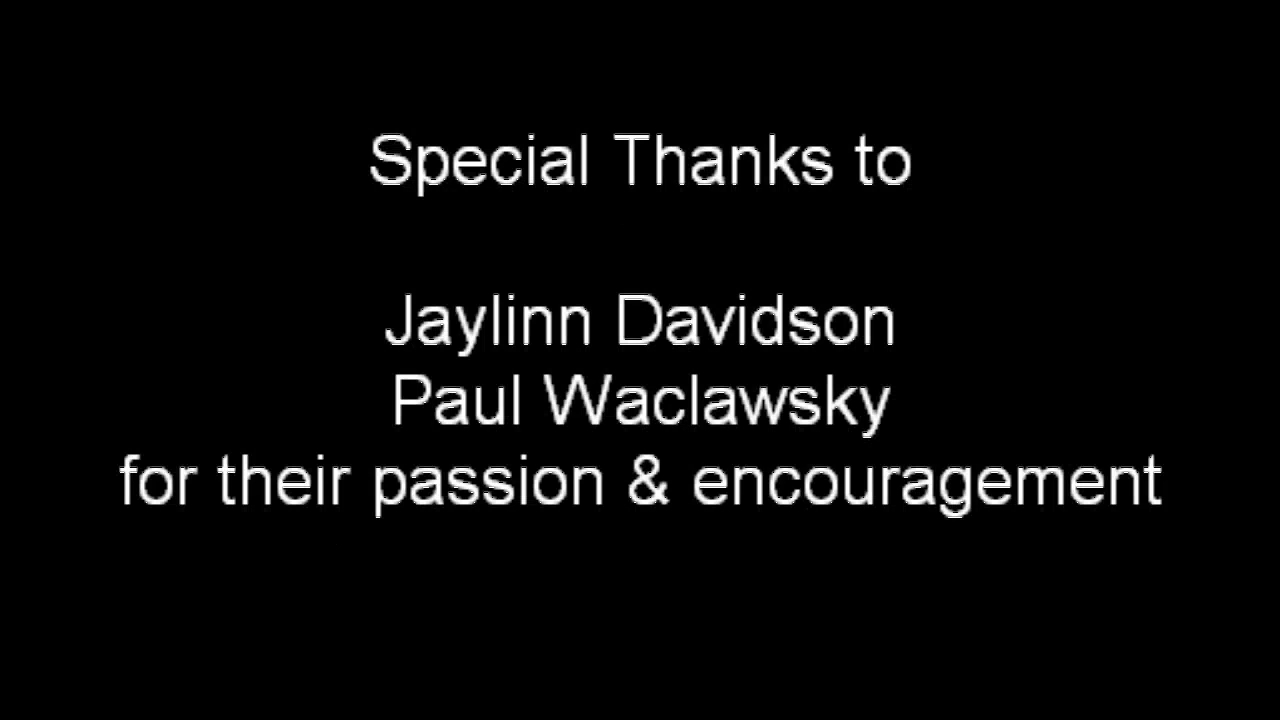 Special Thanks to
Jaylinn Davidson
Paul Waclawsky
for their passion & encouragement